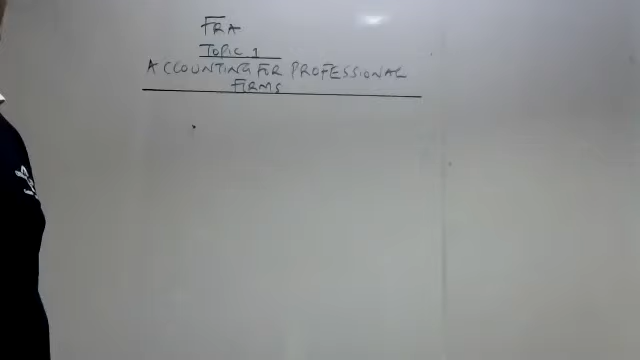 FRA
TOPIC 1
ACCOUNTING FOR PROFESSIONAL
FIRMS